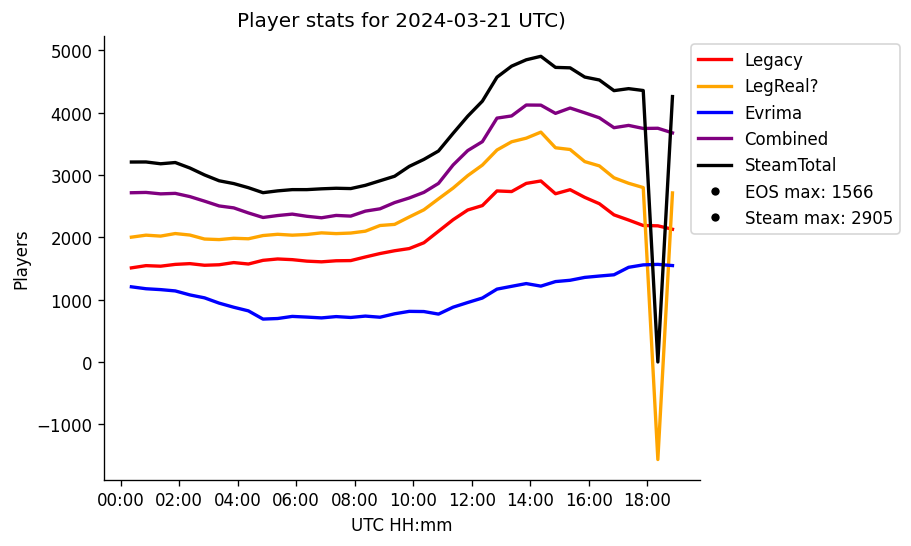 Player stats for 2024-03-21 UTC)
5000
4000
3000
2000
1000
0
−1000
Players
00:00 02:00 04:00 06:00 08:00 10:00 12:00 14:00 16:00 18:00
UTC HH:mm
Legacy
LegReal?
Evrima
Combined
SteamTotal
EOS max: 1566
Steam max: 2905